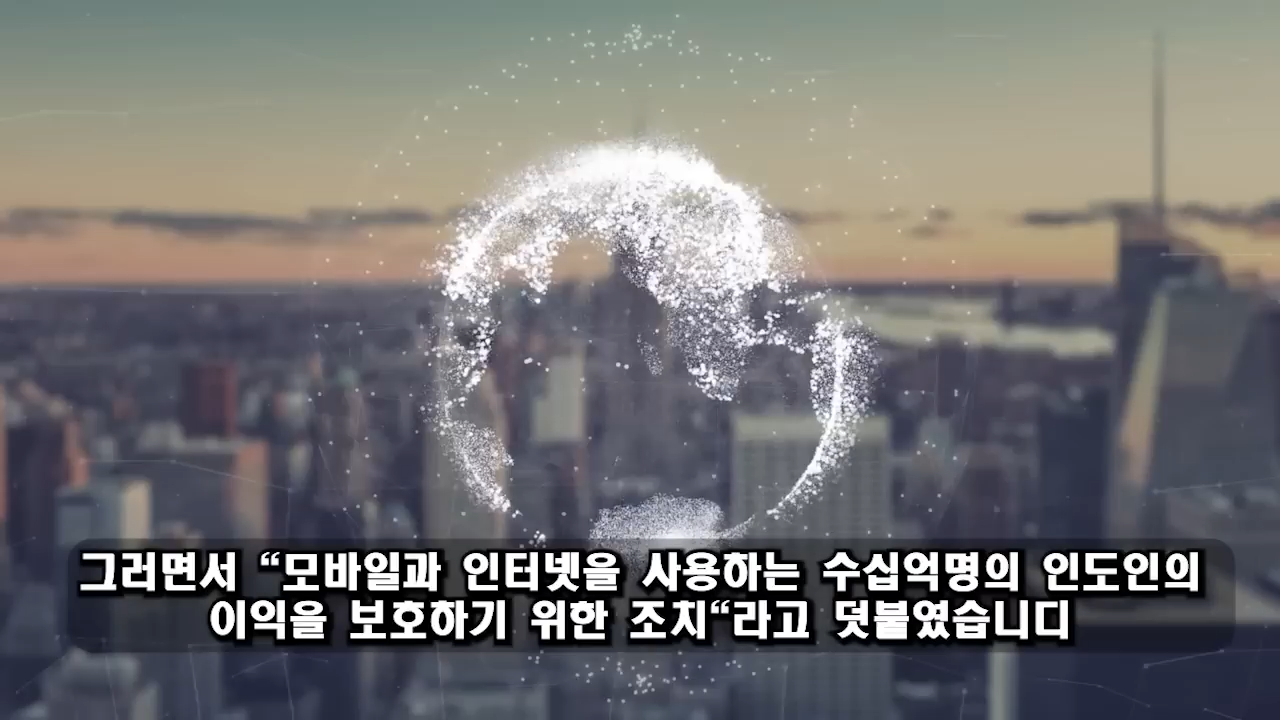 그러면서 “모바일과 인터넷을 사용하는 수십억명의 인도인의
이익을 보호하기 위한 조치“라고 덧붙였습니디